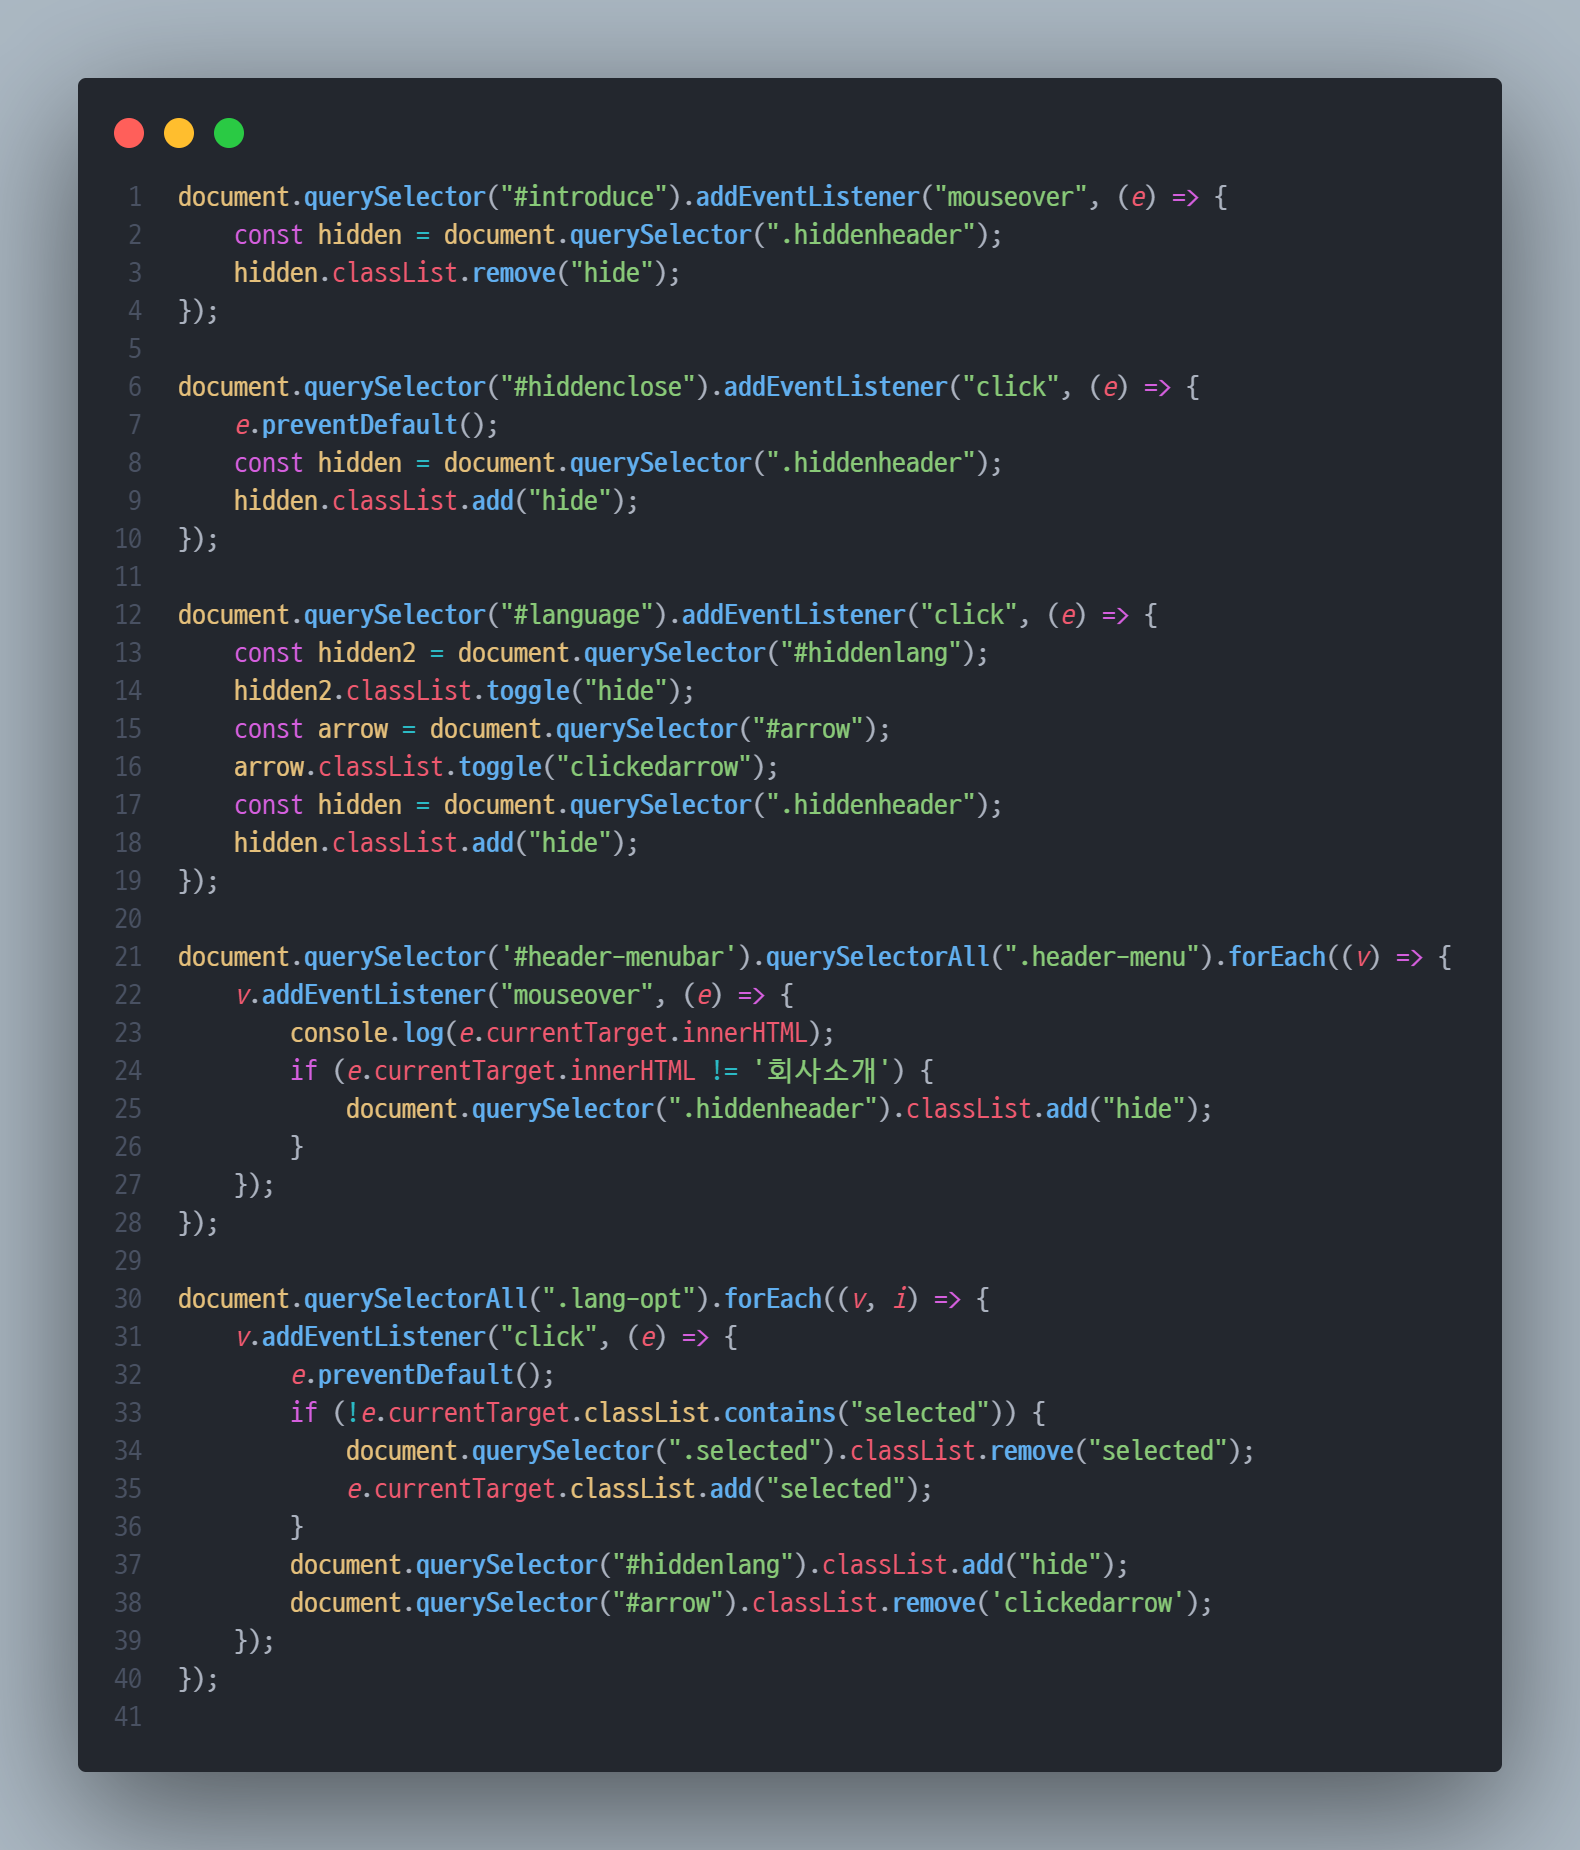 1 document.querySelector("#introduce").addEventListener("mouseover", (e) => {
2     const hidden = document.querySelector(".hiddenheader");
3     hidden.classList.remove("hide");
4 });
5
6 document.querySelector("#hiddenclose").addEventListener("click", (e) => {
7     e.preventDefault();
8     const hidden = document.querySelector(".hiddenheader");
9     hidden.classList.add("hide");
10 });
11
12 document.querySelector("#language").addEventListener("click", (e) => {
13     const hidden2 = document.querySelector("#hiddenlang");
14     hidden2.classList.toggle("hide");
15     const arrow = document.querySelector("#arrow");
16     arrow.classList.toggle("clickedarrow");
17     const hidden = document.querySelector(".hiddenheader");
18     hidden.classList.add("hide");
19 });
20
21 document.querySelector('#header-menubar').querySelectorAll(".header-menu").forEach((v) => {
22     v.addEventListener("mouseover", (e) => {
23         console.log(e.currentTarget.innerHTML);
24         if (e.currentTarget.innerHTML != '회사소개') {
25             document.querySelector(".hiddenheader").classList.add("hide");
26         }
27     });
28 });
29
30 document.querySelectorAll(".lang-opt").forEach((v, i) => {
31     v.addEventListener("click", (e) => {
32         e.preventDefault();
33         if (!e.currentTarget.classList.contains("selected")) {
34             document.querySelector(".selected").classList.remove("selected");
35             e.currentTarget.classList.add("selected");
36         }
37         document.querySelector("#hiddenlang").classList.add("hide");
38         document.querySelector("#arrow").classList.remove('clickedarrow');
39     });
40 });
41